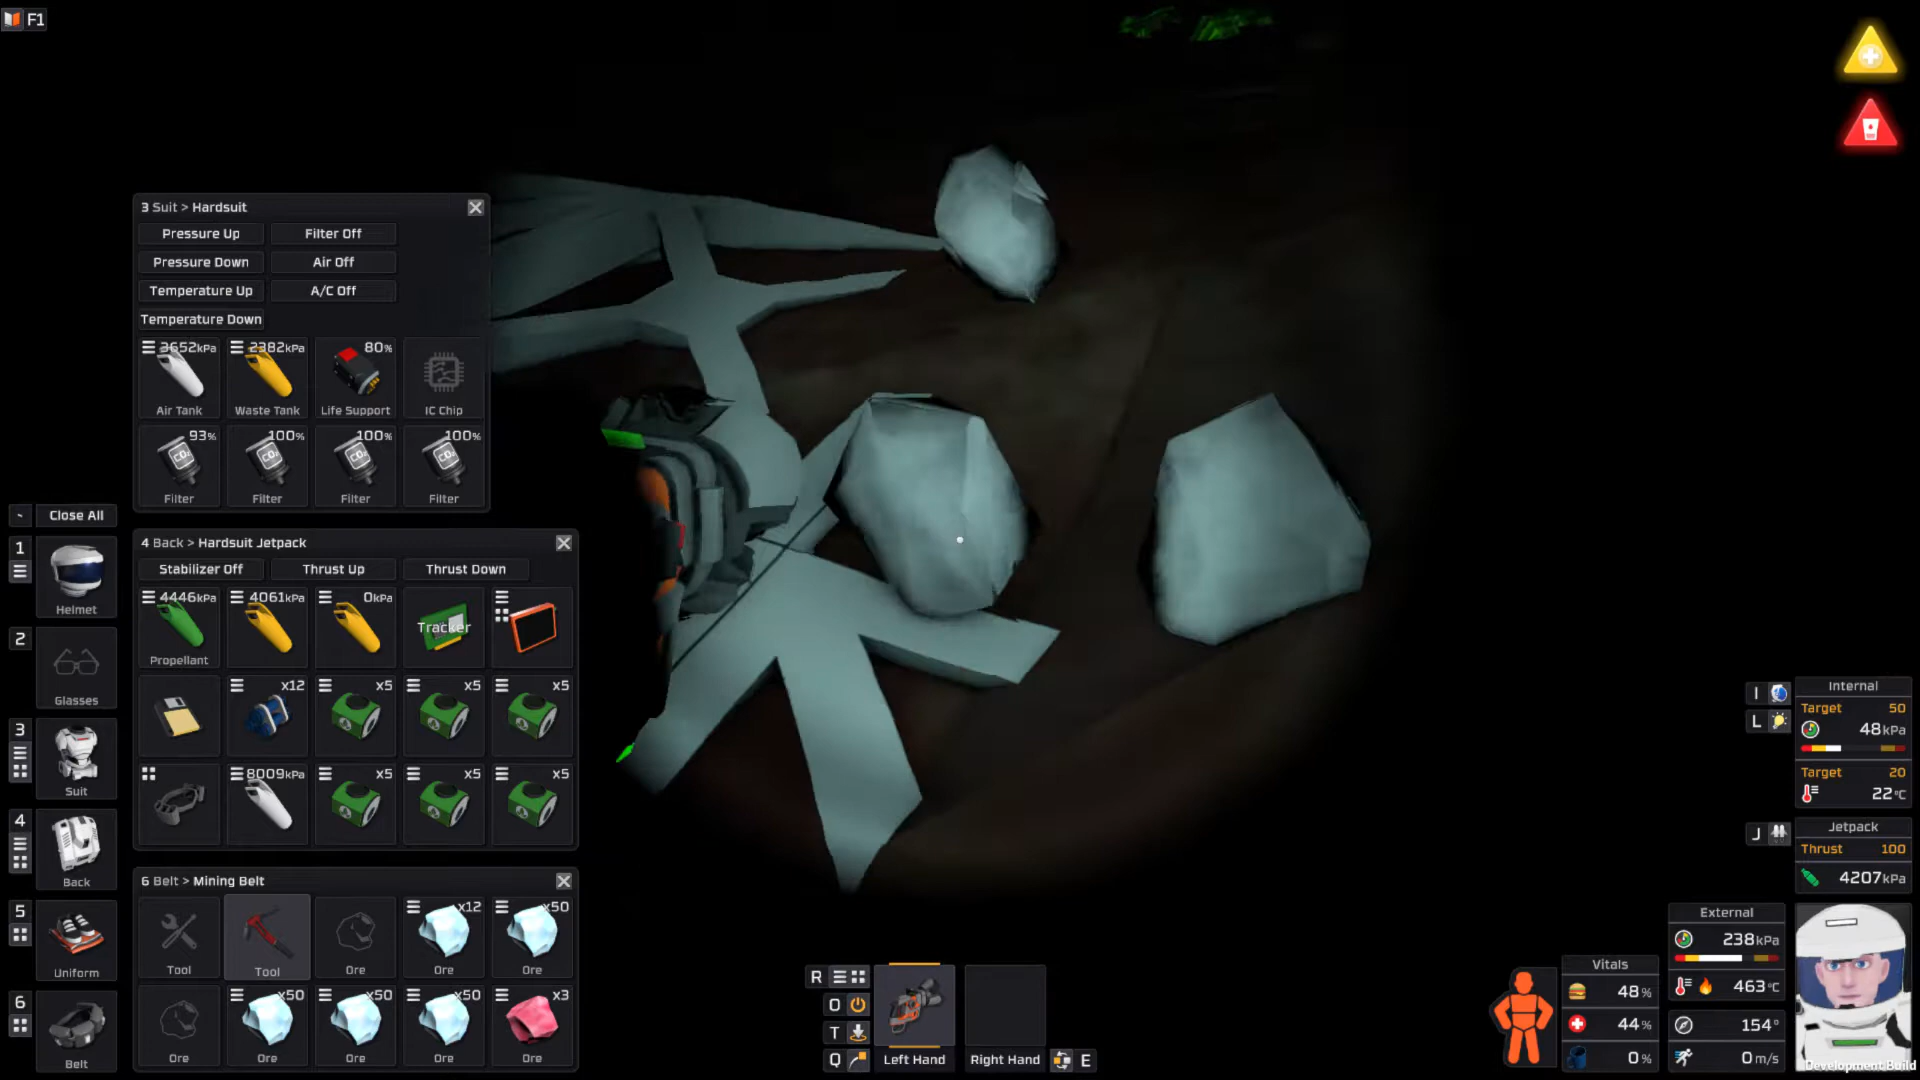 F1
3 Suit > Hardsuit
Pressure Up
Filter Off
Pressure Down
Air Off
Temperature Up
A/C Off
Temperature Down
3652kPa
2382kPa
80%
Air Tank
Waste Tank
Life Support
IC Chip
93%
100%
100%
100%
CO₂
CO₂
CO₂
CO₂
Filter
Filter
Filter
Filter
~ Close All
1
Helmet
2
Glasses
3
Suit
4
Back
5
Uniform
6
Belt
4 Back > Hardsuit Jetpack
Stabilizer Off
Thrust Up
Thrust Down
4446kPa
4061kPa
0kPa
Tracker
Propellant
x12
x5
x5
x5
8009kPa
x5
x5
x5
6 Belt > Mining Belt
x12
x50
Tool
Tool
Ore
Ore
Ore
x50
x50
x50
x3
Ore
Ore
Ore
Ore
Ore
R
O
T
Q
Left Hand
Right Hand
E
I
L
Internal
Target 50
48kPa
Target 20
22°C
J
Jetpack
Thrust 100
4207kPa
External
238kPa
463°C
154°
0m/s
Vitals
48%
44%
0%
Development Build